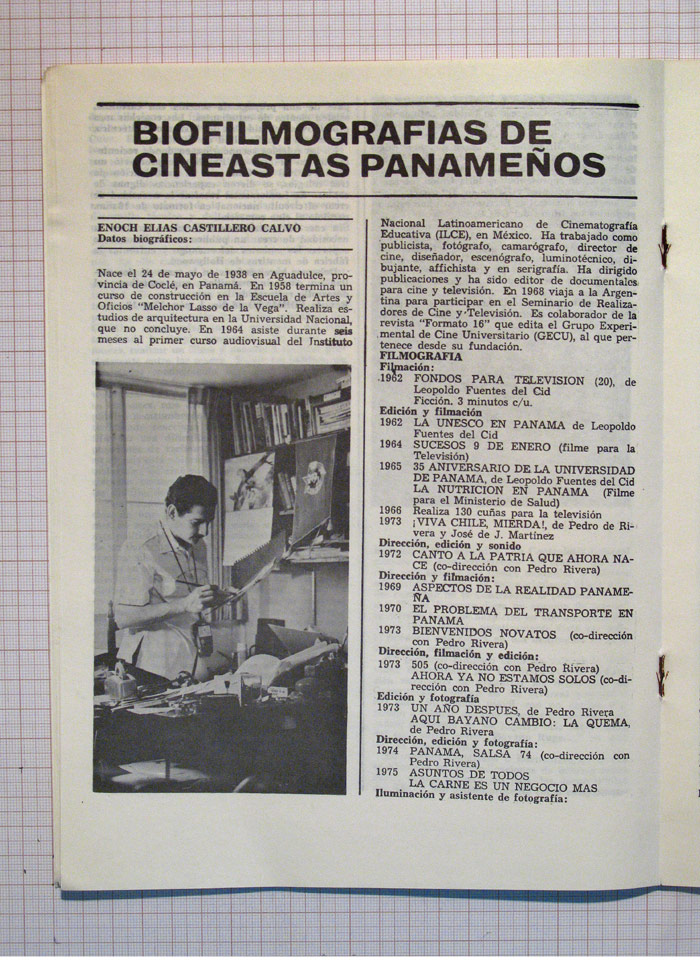 BIOFILMOGRAFIAS DE
CINEASTAS PANAMEÑOS
ENOCH ELIAS CASTILLERO CALVO
Datos biográficos:
Nace el 24 de mayo de 1938 en Aguadulce, pro-
vincia de Coclé, en Panamá. En 1958 termina un
curso de construcción en la Escuela de Artes y
Oficios "Melchor Lasso de la Vega". Realiza es-
tudios de arquitectura en la Universidad Nacional,
que no concluye. En 1964 asiste durante seis
meses al primer curso audiovisual del Instituto
Nacional Latinoamericano de Cinematografía
Educativa (ILCE), en México. Ha trabajado como
publicista, fotógrafo, camarógrafo, director de
cine, diseñador, escenógrafo, luminotécnico, di-
bujante, affichista y en serigrafía. Ha dirigido
publicaciones y ha sido editor de documentales
para cine y televisión. En 1968 viaja a la Argen-
tina para participar en el Seminario de Realiza-
dores de Cine y Televisión. Es colaborador de la
revista "Formato 16" que edita el Grupo Experi-
mental de Cine Universitario (GECU), al que per-
tenece desde su fundación.
FILMOGRAFIA
Filmación:
1962 FONDOS PARA TELEVISION (20), de
Leopoldo Fuentes del Cid
Ficción. 3 minutos c/u.
Edición y filmación
1962 LA UNESCO EN PANAMA de Leopoldo
Fuentes del Cid
1964 SUCESOS 9 DE ENERO (filme para la
Televisión)
1965 35 ANIVERSARIO DE LA UNIVERSIDAD
DE PANAMA, de Leopoldo Fuentes del Cid
LA NUTRICION EN PANAMA (Filme
para el Ministerio de Salud)
1966 Realiza 130 cuñas para la televisión
1973 ¡VIVA CHILE, MIERDA!, de Pedro de Ri-
vera y José de J. Martínez
Dirección, edición y sonido
1972 CANTO A LA PATRIA QUE AHORA NA-
CE (co-dirección con Pedro Rivera)
Dirección y filmación:
1969 ASPECTOS DE LA REALIDAD PANAME-
ÑA
1970 EL PROBLEMA DEL TRANSPORTE EN
PANAMA
1973 BIENVENIDOS NOVATOS (co-dirección
con Pedro Rivera)
Dirección, filmación y edición:
1973 505 (co-dirección con Pedro Rivera)
AHORA YA NO ESTAMOS SOLOS (co-di-
rección con Pedro Rivera)
Edición y fotografía
1973 UN AÑO DESPUES, de Pedro Rivera
AQUI BAYANO CAMBIO: LA QUEMA,
de Pedro Rivera
Dirección, edición y fotografía:
1974 PANAMA, SALSA 74 (co-dirección con
Pedro Rivera)
1975 ASUNTOS DE TODOS
LA CARNE ES UN NEGOCIO MAS
Iluminación y asistente de fotografía: